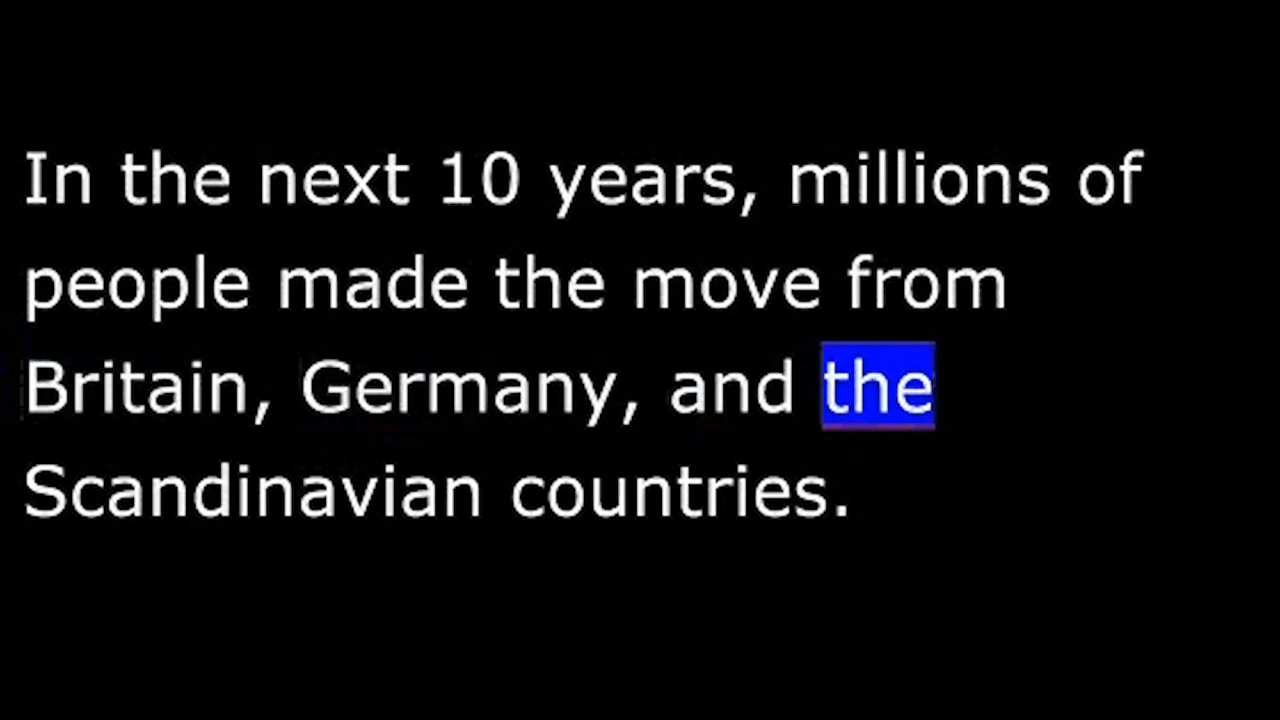 In the next 10 years, millions of
people made the move from
Britain, Germany, and the
Scandinavian countries.